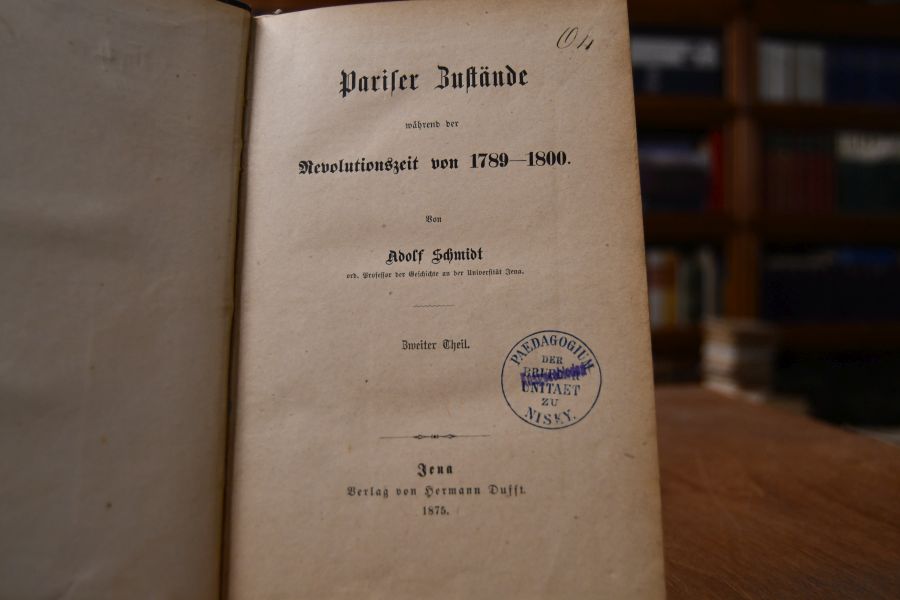 Pariser Zustände
während der
Revolutionszeit von 1789—1800.
Von
Adolf Schmidt
ord. Professor der Geschichte an der Universität Jena.
Zweiter Theil.
PAEDAGOGIUM
DER
BRUEDER
UNITAET
ZU
NISKY.
Jena
Verlag von Hermann Dufft.
1875.